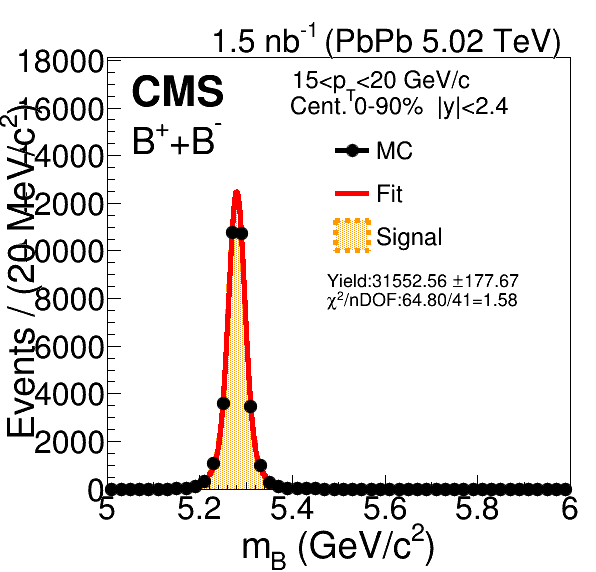 1.5 nb⁻¹ (PbPb 5.02 TeV)
CMS
B⁺+B⁻
15<p_T<20 GeV/c
Cent. 0-90% |y|<2.4
MC
Fit
Signal
Yield:31552.56 ±177.67
χ²/nDOF:64.80/41=1.58
Events / (20 MeV/c²)
18000
16000
14000
12000
10000
8000
6000
4000
2000
0
5 5.2 5.4 5.6 5.8 6
m_B (GeV/c²)